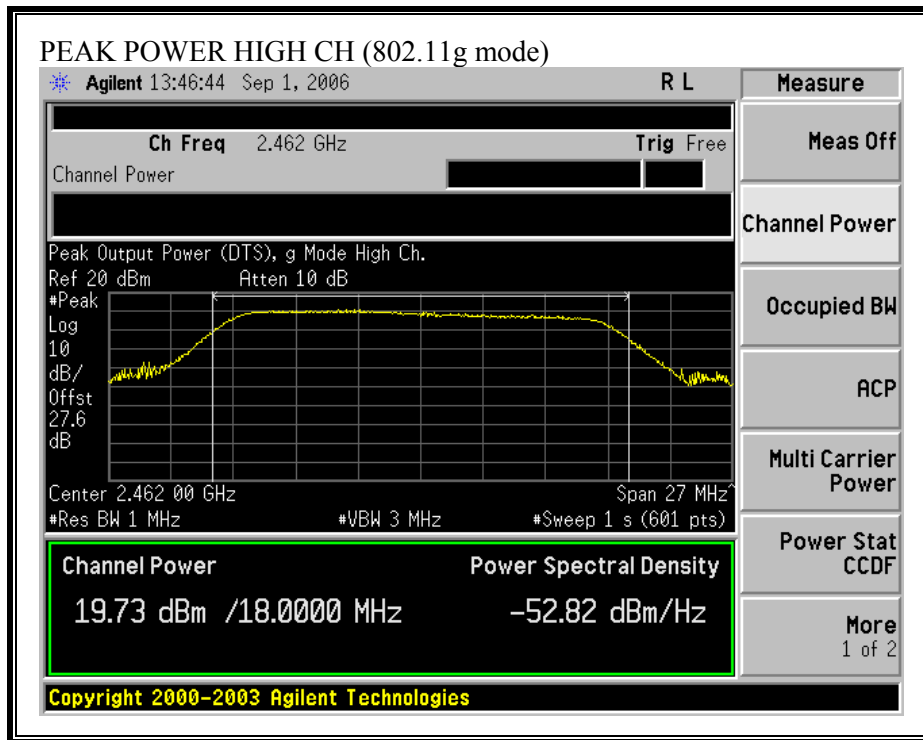 PEAK POWER HIGH CH (802.11g mode)
Agilent 13:46:44 Sep 1, 2006 R L
Measure
Ch Freq 2.462 GHz Trig Free
Meas Off
Channel Power
Channel Power
Peak Output Power (DTS), g Mode High Ch.
Ref 20 dBm Atten 10 dB
#Peak
Log
10
dB/
Offst
27.6
dB
Occupied BW
ACP
Multi Carrier
Power
Center 2.462 00 GHz Span 27 MHz^
#Res BW 1 MHz #VBW 3 MHz #Sweep 1 s (601 pts)
Power Stat
CCDF
Channel Power Power Spectral Density
19.73 dBm /18.0000 MHz -52.82 dBm/Hz
More
1 of 2
Copyright 2000-2003 Agilent Technologies